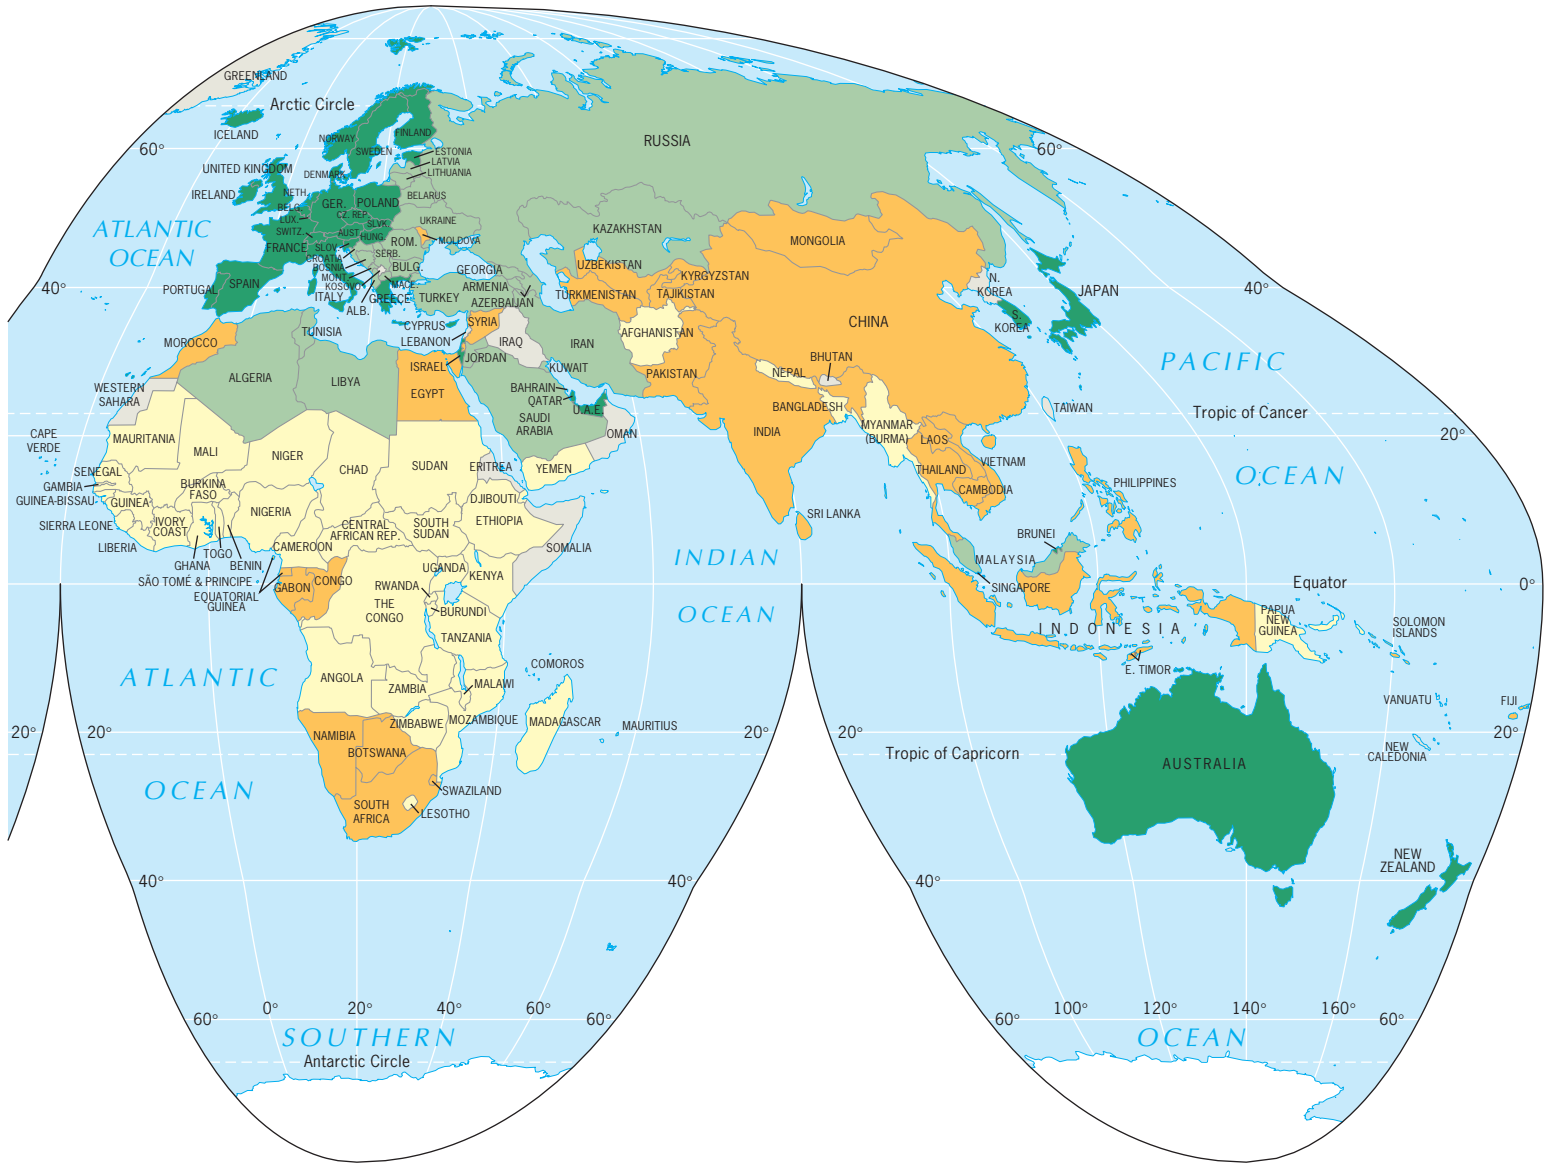 GREENLAND
Arctic Circle
ICELAND
NORWAY
FINLAND
SWEDEN
RUSSIA
60°
60°
ESTONIA
LATVIA
LITHUANIA
UNITED KINGDOM
DENMARK
IRELAND
NETH.
BELG.
LUX.
GER.
POLAND
BELARUS
CZ. REP.
SLVK.
UKRAINE
SWITZ.
AUST.
HUNG.
FRANCE
SLOV.
ROM.
MOLDOVA
CROATIA
SERB.
BOSNIA
BULG.
MONT.
KOSOVO
MACE.
ITALY
GREECE
ALB.
PORTUGAL
SPAIN
ATLANTIC
OCEAN
40°
GEORGIA
ARMENIA
AZERBAIJAN
TURKEY
KAZAKHSTAN
UZBEKISTAN
TURKMENISTAN
KYRGYZSTAN
TAJIKISTAN
MONGOLIA
CHINA
N.
KOREA
S.
KOREA
JAPAN
40°
CYPRUS
LEBANON
SYRIA
IRAQ
IRAN
AFGHANISTAN
TUNISIA
MOROCCO
ISRAEL
JORDAN
KUWAIT
PAKISTAN
BHUTAN
NEPAL
PACIFIC
ALGERIA
LIBYA
EGYPT
BAHRAIN
QATAR
U.A.E.
SAUDI
ARABIA
OMAN
WESTERN
SAHARA
BANGLADESH
INDIA
MYANMAR
(BURMA)
TAIWAN
Tropic of Cancer
20°
CAPE
VERDE
MAURITANIA
MALI
NIGER
CHAD
SUDAN
ERITREA
YEMEN
LAOS
VIETNAM
THAILAND
CAMBODIA
PHILIPPINES
OCEAN
SENEGAL
GAMBIA
GUINEA-BISSAU
GUINEA
BURKINA
FASO
SIERRA LEONE
IVORY
COAST
LIBERIA
GHANA
TOGO
BENIN
NIGERIA
CAMEROON
CENTRAL
AFRICAN REP.
SOUTH
SUDAN
DJIBOUTI
ETHIOPIA
SOMALIA
SRI LANKA
BRUNEI
MALAYSIA
SINGAPORE
INDIAN
OCEAN
SÃO TOMÉ & PRINCIPE
EQUATORIAL
GUINEA
GABON
CONGO
UGANDA
KENYA
RWANDA
BURUNDI
THE
CONGO
TANZANIA
Equator
0°
INDONESIA
PAPUA
NEW
GUINEA
SOLOMON
ISLANDS
E. TIMOR
ATLANTIC
OCEAN
ANGOLA
ZAMBIA
MALAWI
COMOROS
ZIMBABWE
MOZAMBIQUE
MADAGASCAR
MAURITIUS
VANUATU
FIJI
NAMIBIA
BOTSWANA
20°
20°
20°
20°
20°
Tropic of Capricorn
NEW
CALEDONIA
AUSTRALIA
SWAZILAND
SOUTH
AFRICA
LESOTHO
NEW
ZEALAND
40°
40°
40°
60°
0°
20°
40°
60°
60°
60°
100°
120°
140°
160°
60°
SOUTHERN
OCEAN
Antarctic Circle